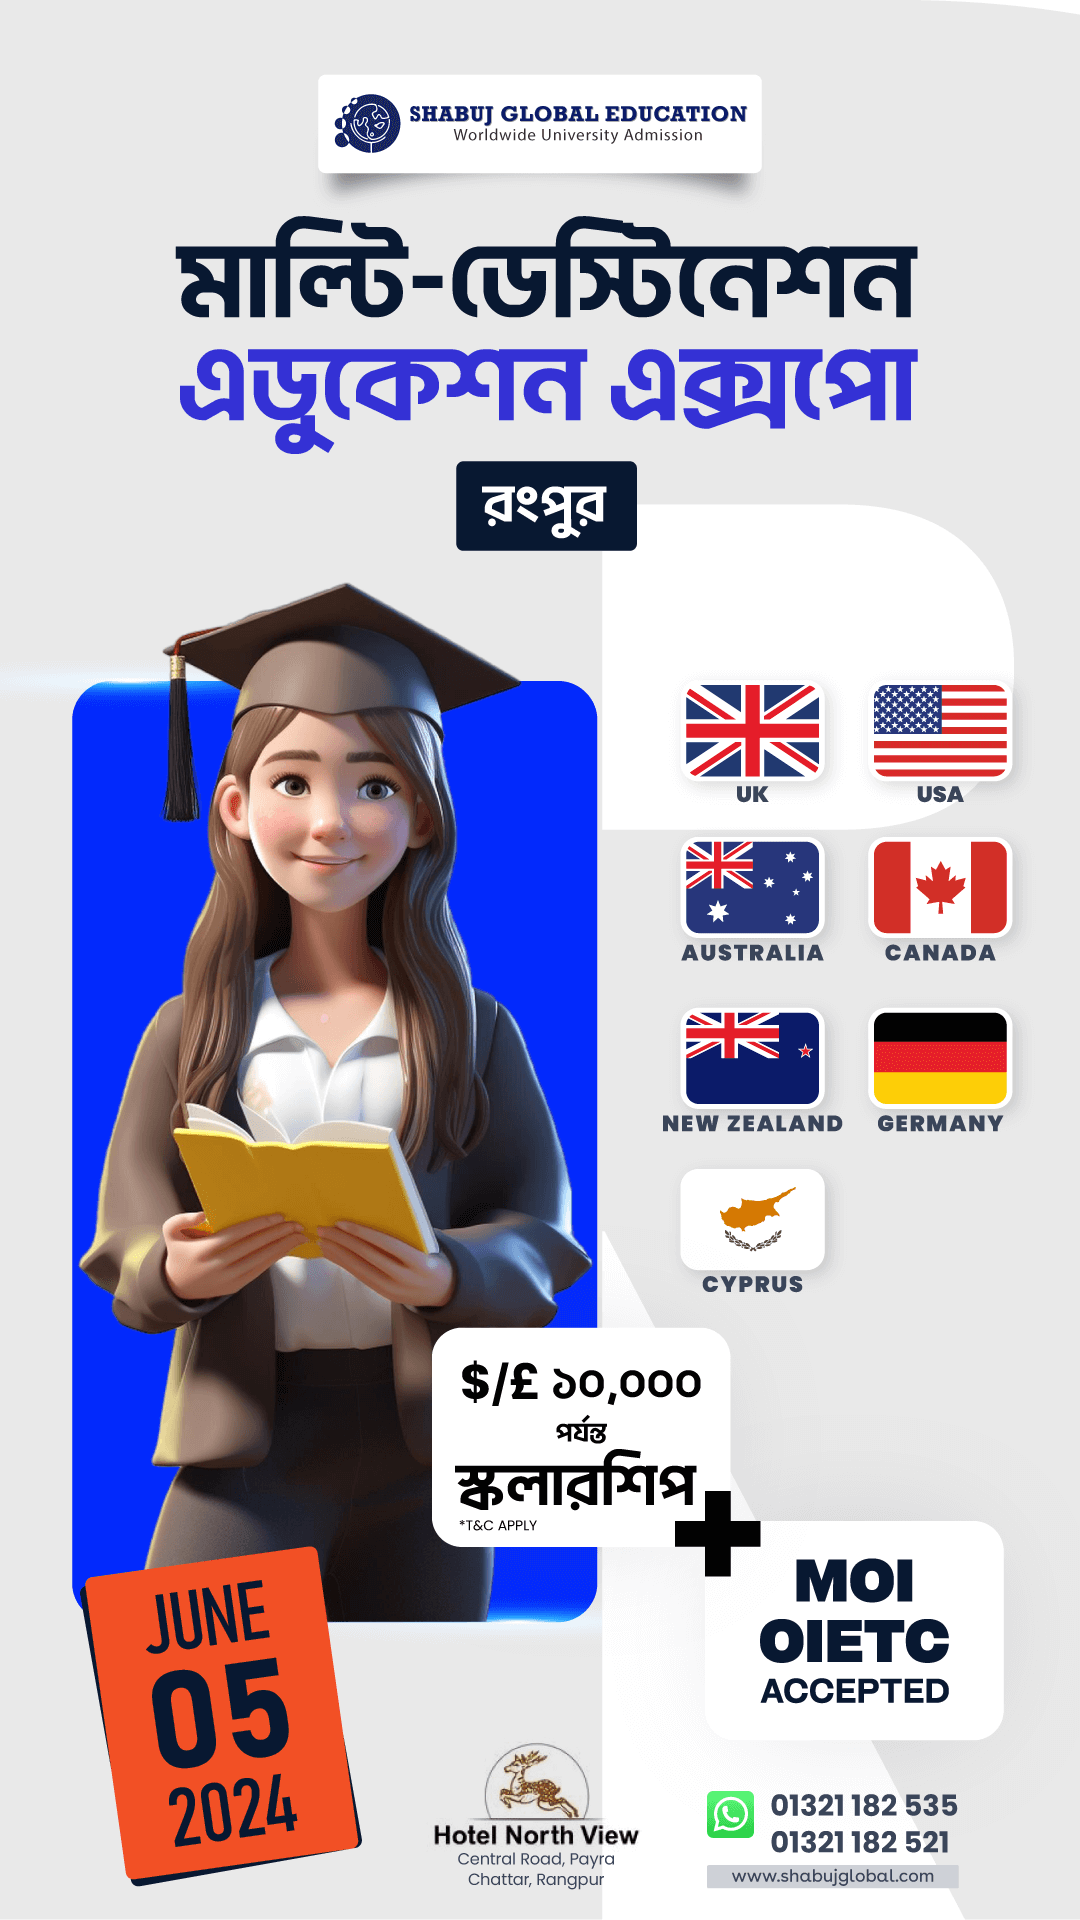 SHABUJ GLOBAL EDUCATION
Worldwide University Admission
মাল্টি-ডেস্টিনেশন
এডুকেশন এক্সপো
রংপুর
UK
USA
AUSTRALIA
CANADA
NEW ZEALAND
GERMANY
CYPRUS
$/£ ১০,০০০
পর্যন্ত
স্কলারশিপ
*T&C APPLY
+
MOI
OIETC
ACCEPTED
JUNE
05
2024
Hotel North View
Central Road, Payra
Chattar, Rangpur
01321 182 535
01321 182 521
www.shabujglobal.com